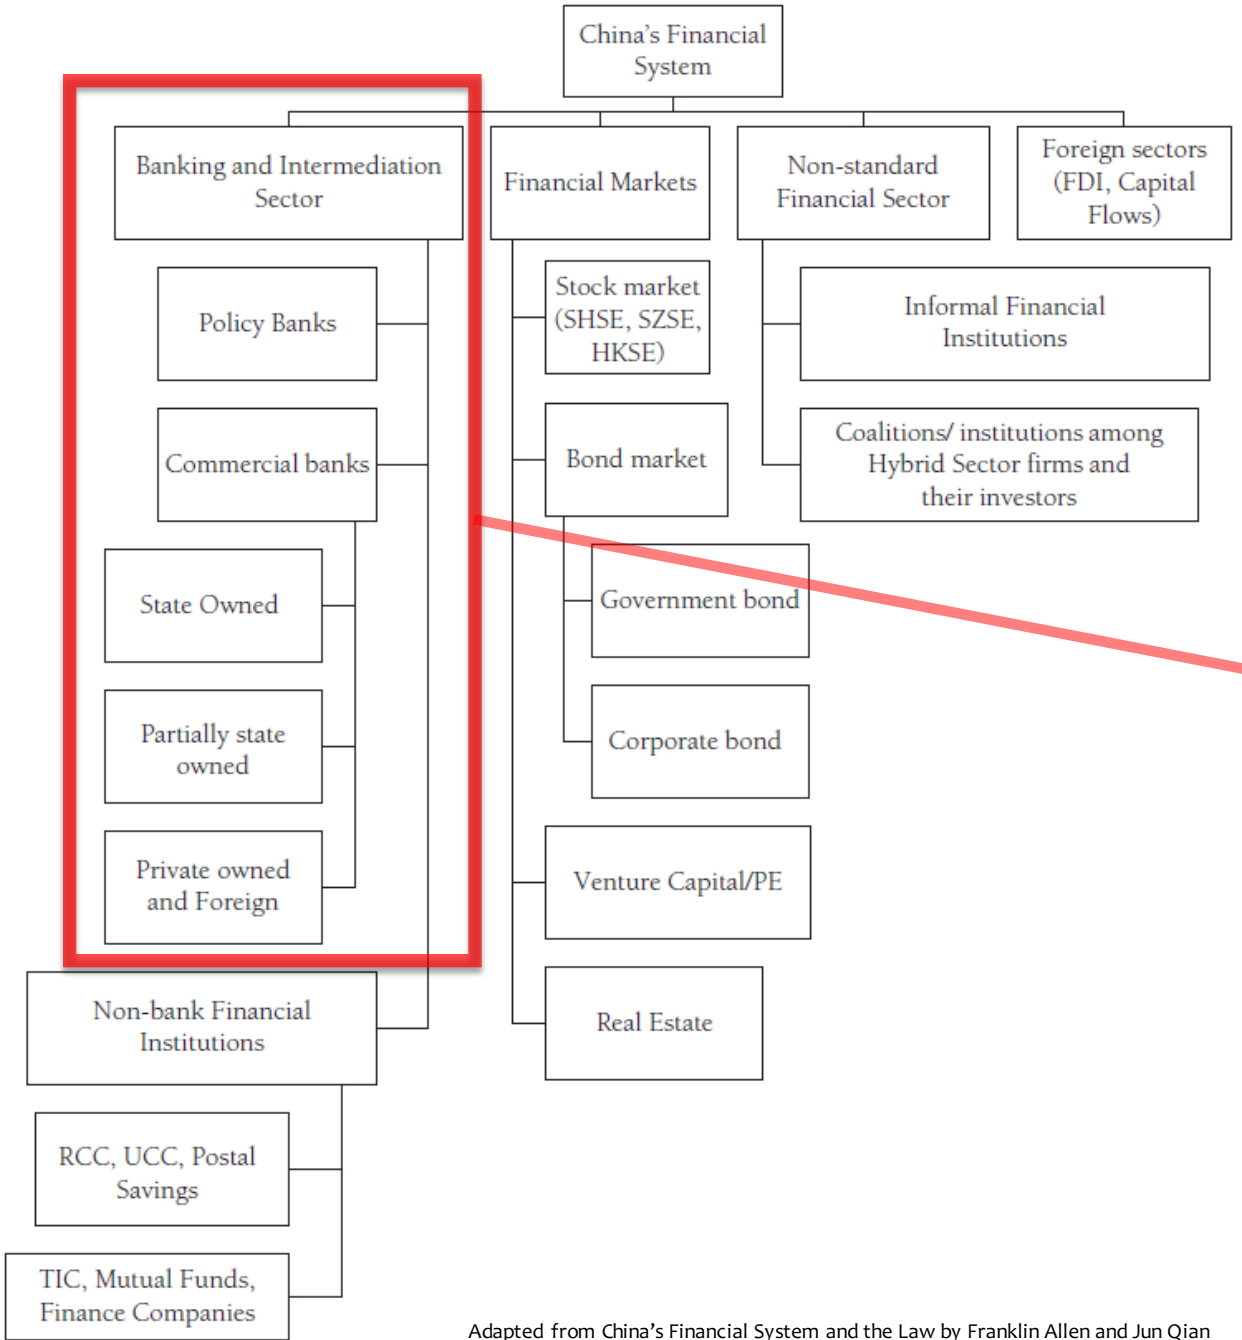 China's Financial
System
Banking and Intermediation
Sector
Financial Markets
Non-standard
Financial Sector
Foreign sectors
(FDI, Capital
Flows)
Policy Banks
Commercial banks
State Owned
Partially state
owned
Private owned
and Foreign
Non-bank Financial
Institutions
RCC, UCC, Postal
Savings
TIC, Mutual Funds,
Finance Companies
Stock market
(SHSE, SZSE,
HKSE)
Bond market
Government bond
Corporate bond
Venture Capital/PE
Real Estate
Informal Financial
Institutions
Coalitions/ institutions among
Hybrid Sector firms and
their investors
Adapted from China's Financial System and the Law by Franklin Allen and Jun Qian